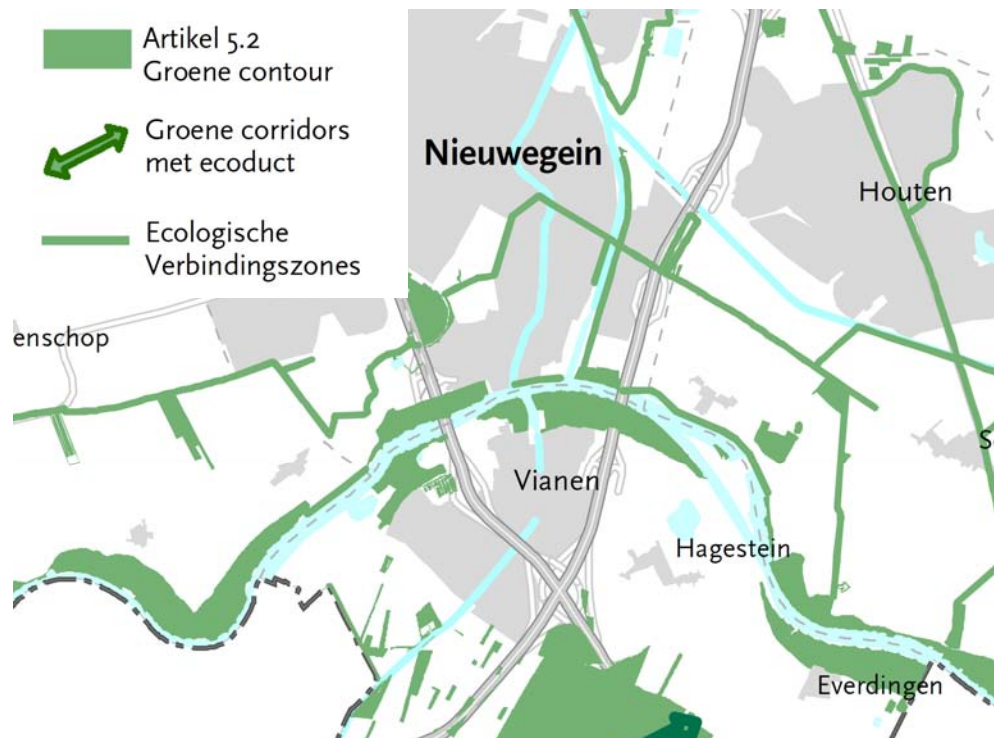 Artikel 5.2
Groene contour
Groene corridors
met ecoduct
Nieuwegein
Houten
Ecologische
Verbindingszones
enschop
S
Vianen
Hagestein
Everdingen